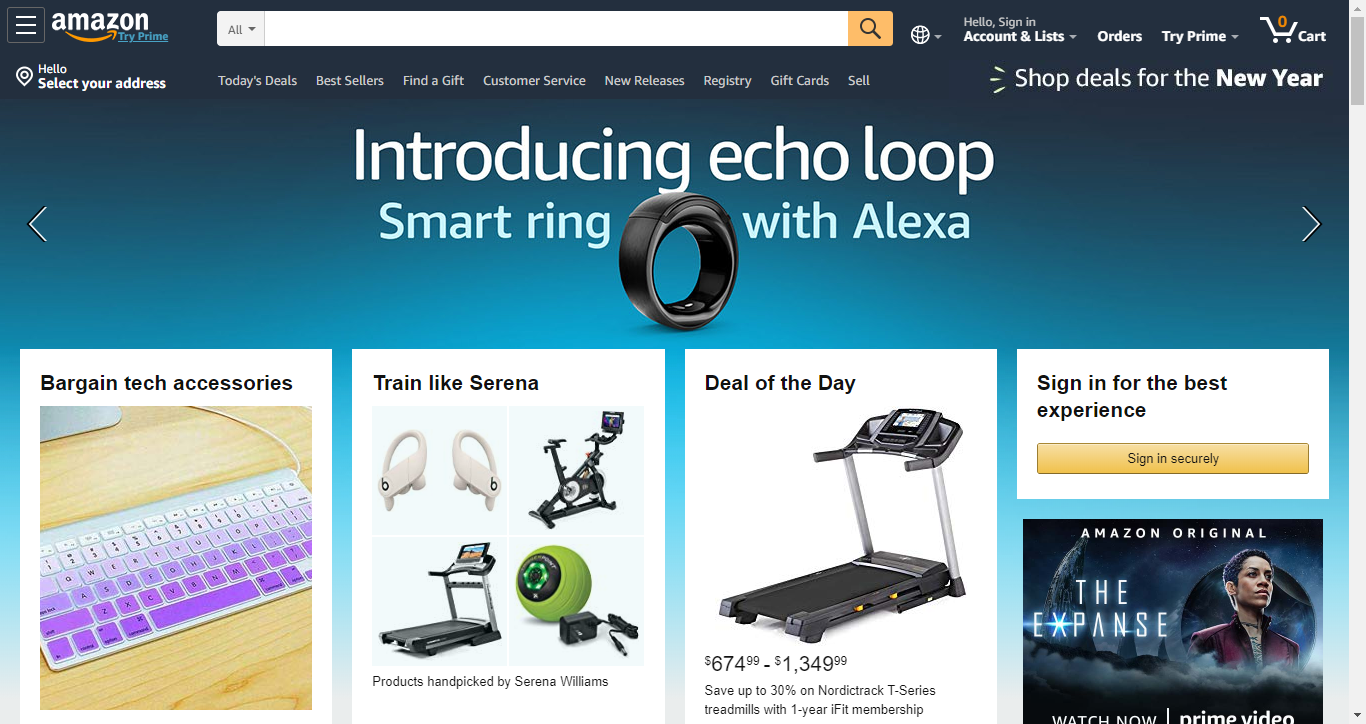 amazon
Try Prime
All
Hello, Sign in
Account & Lists
Orders
Try Prime
0
Cart
Hello
Select your address
Today's Deals
Best Sellers
Find a Gift
Customer Service
New Releases
Registry
Gift Cards
Sell
Shop deals for the New Year
Introducing echo loop
Smart ring with Alexa
Bargain tech accessories
Train like Serena
Products handpicked by Serena Williams
Deal of the Day
$674.99 - $1,349.99
Save up to 30% on Nordictrack T-Series
treadmills with 1-year iFit membership
Sign in for the best
experience
Sign in securely
AMAZON ORIGINAL
THE
EXPANSE
WATCH NOW | prime video